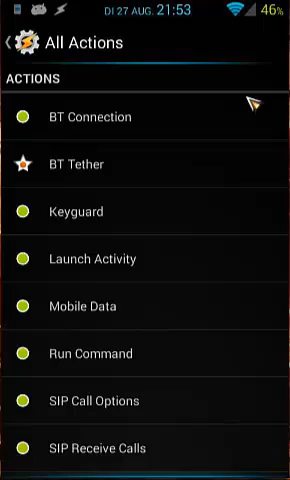 DI 27 AUG. 21:53 46%
All Actions
ACTIONS
BT Connection
BT Tether
Keyguard
Launch Activity
Mobile Data
Run Command
SIP Call Options
SIP Receive Calls